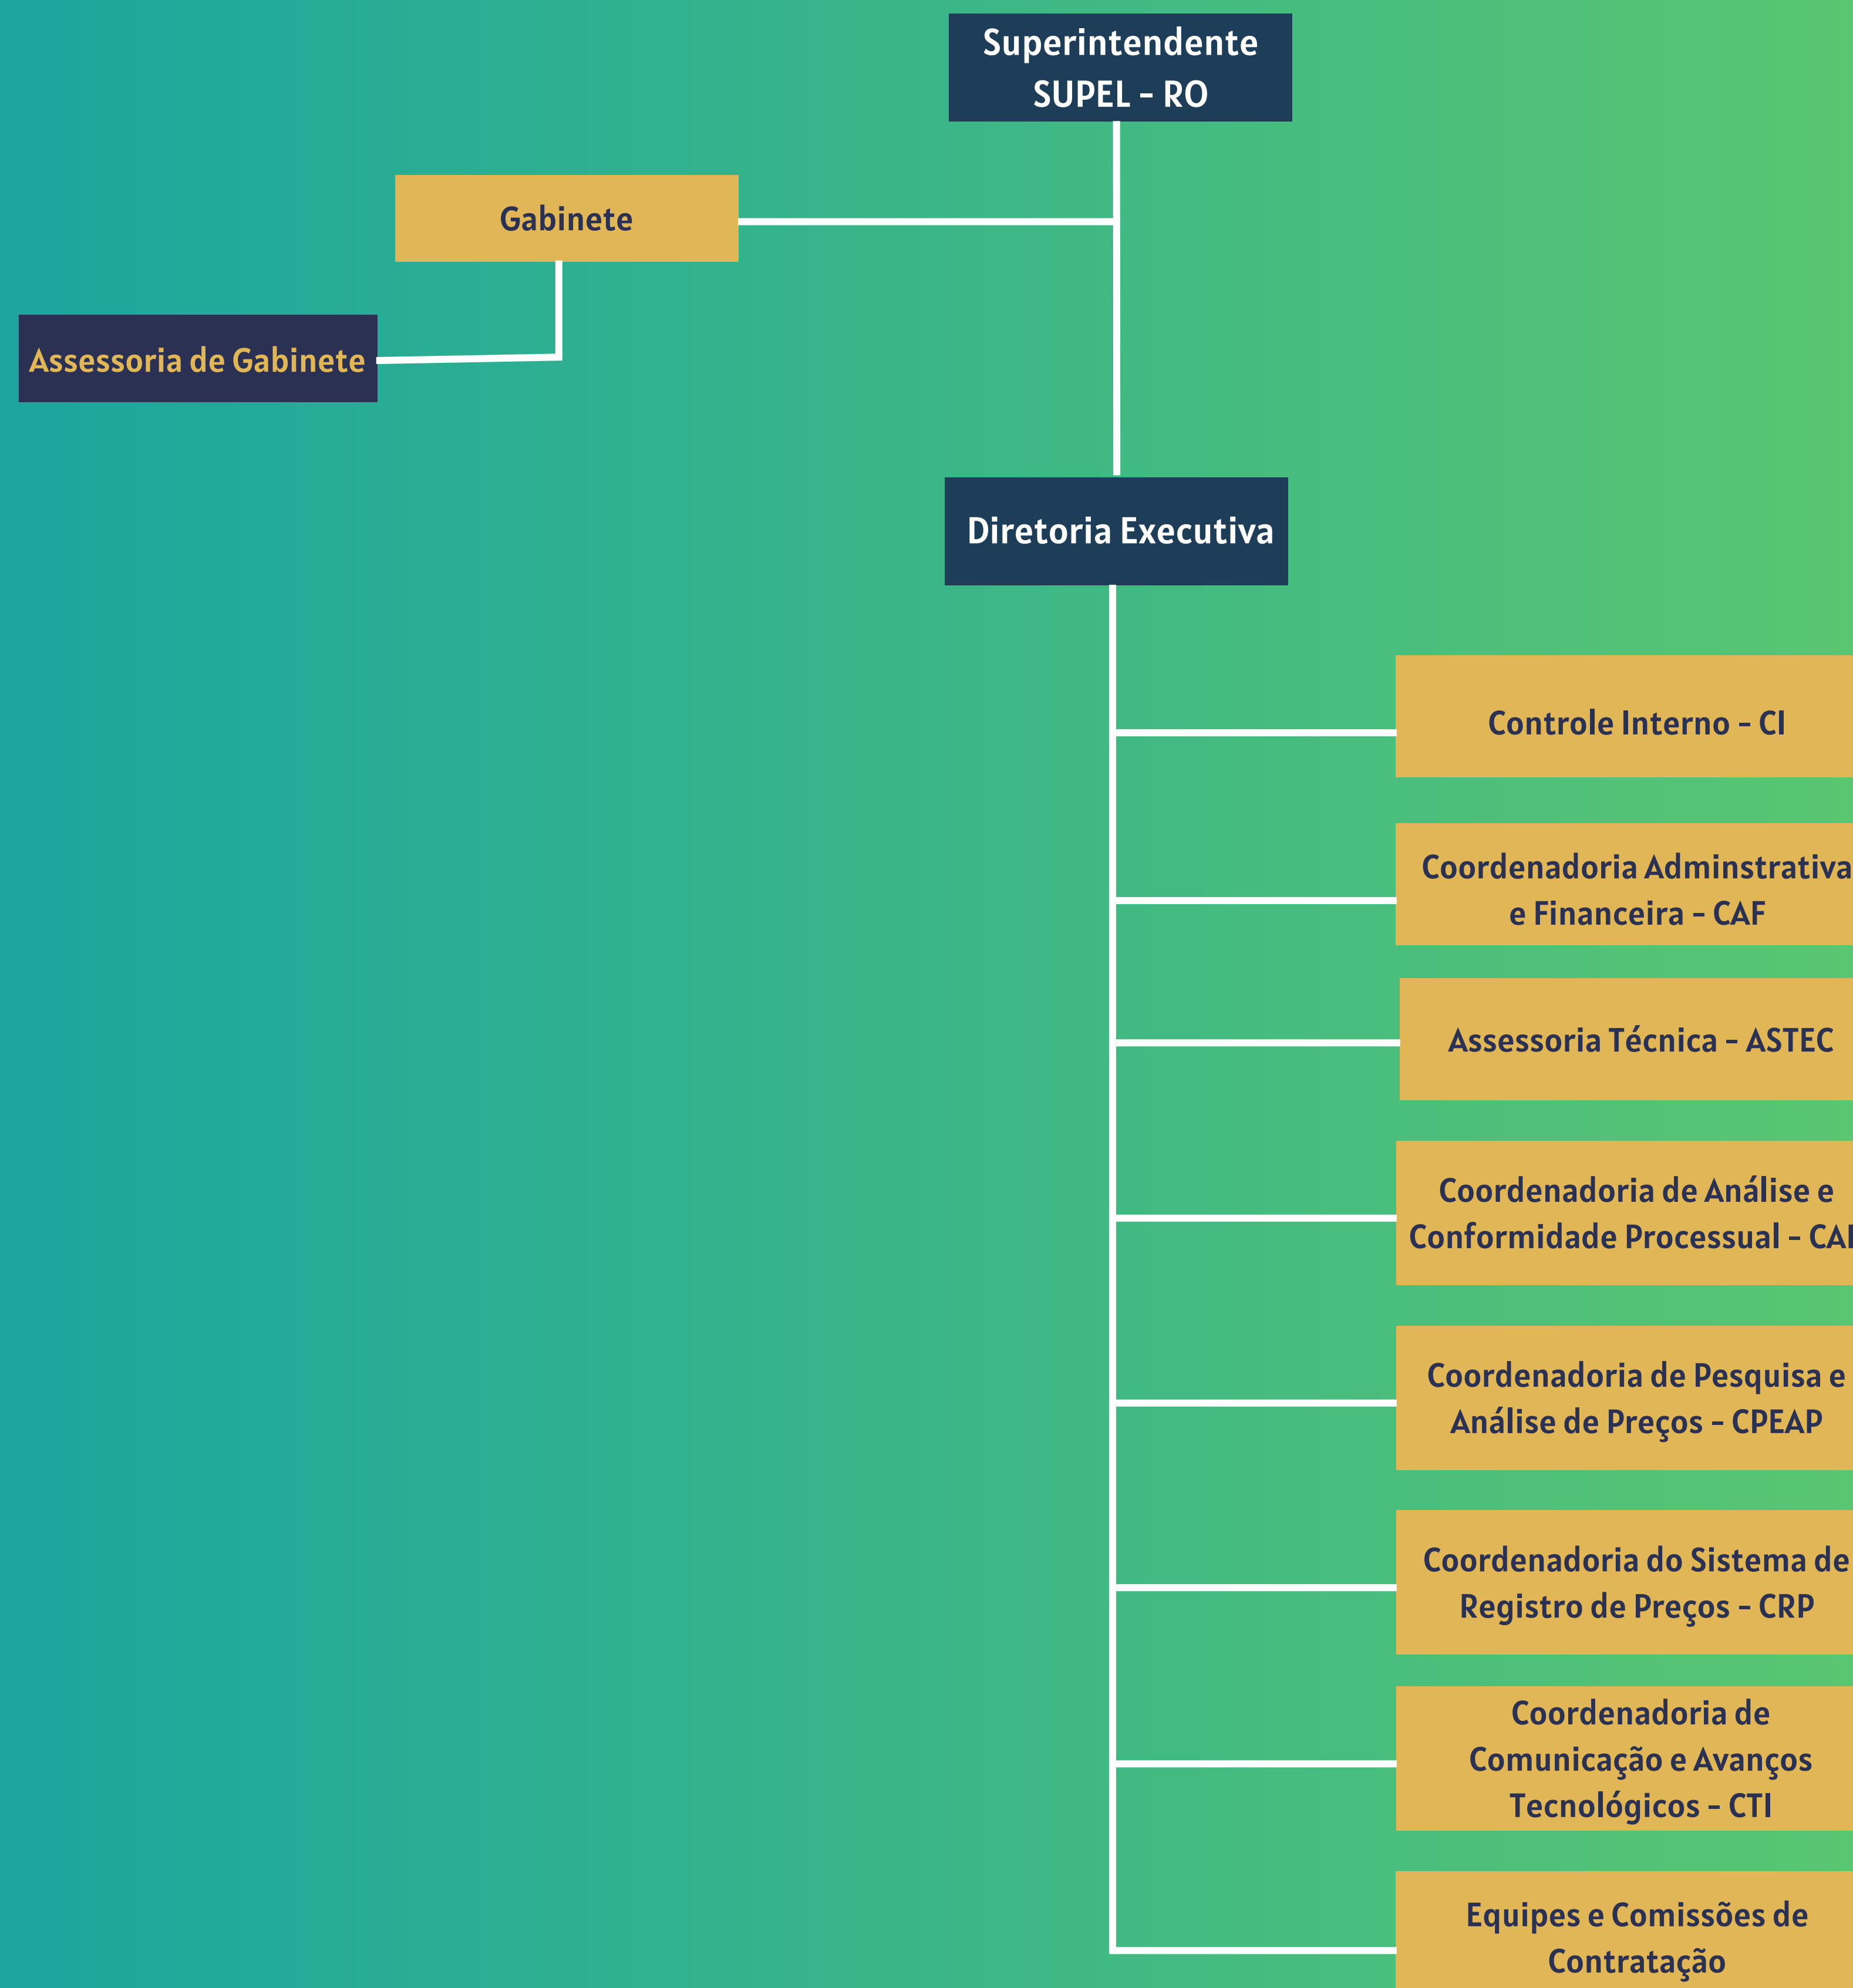 Superintendente
SUPEL - RO
Gabinete
Assessoria de Gabinete
Diretoria Executiva
Controle Interno - CI
Coordenadoria Adminstrativa
e Financeira - CAF
Assessoria Técnica - ASTEC
Coordenadoria de Análise e
Conformidade Processual -
Coordenadoria de Pesquisa e
Análise de Preços - CPEAP
Coordenadoria do Sistema de
Registro de Preços - CRP
Coordenadoria de
Comunicação e Avanços
Tecnológicos - CTI
Equipes e Comissões de
Contratação